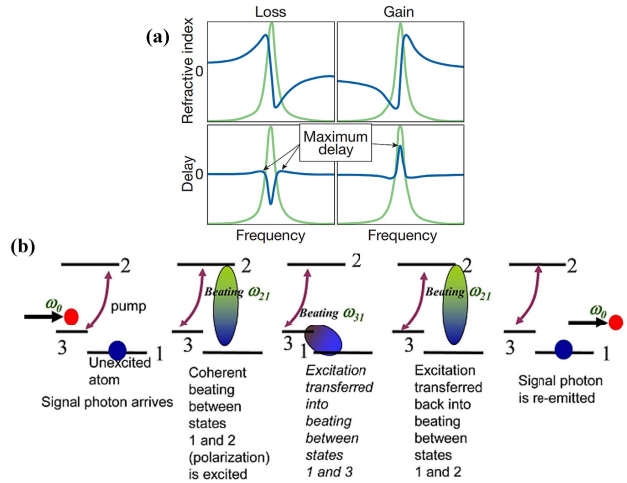 Loss
Gain
(a)
Refractive index
0
Delay
0
Maximum
delay
Frequency
Frequency
(b)
ω0
pump
2
3
1
Unexcited
atom
Signal photon arrives
2
Beating ω21
3
1
Coherent
beating
between
states
1 and 2
(polarization)
is excited
2
Beating ω31
3
Excitation
transferred
into
beating
between
states
1 and 3
2
Beating ω21
3
Excitation
transferred
back into
beating
between
states
1 and 2
2
ω0
3
1
Signal photon
is re-emitted